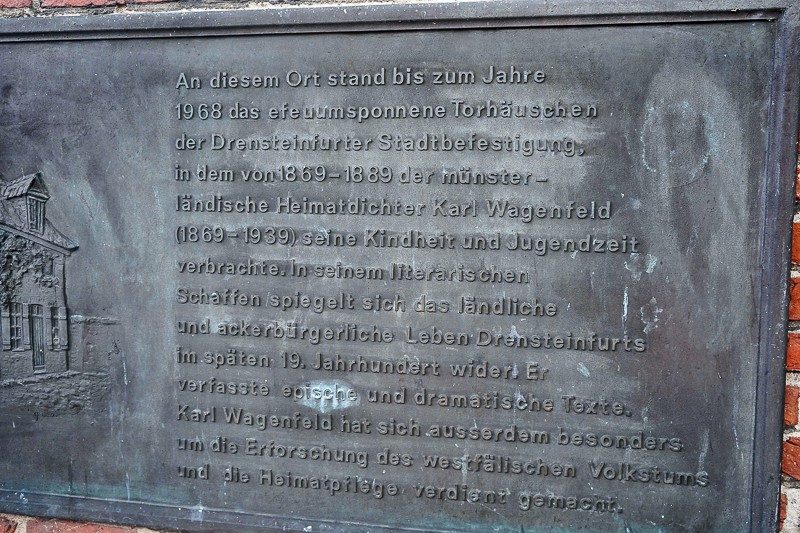 An diesem Ort stand bis zum Jahre
1968 das efeuumsponnene Torhäuschen
der Drensteinfurter Stadtbefestigung,
in dem von 1869–1889 der münster–
ländische Heimatdichter Karl Wagenfeld
(1869–1939) seine Kindheit und Jugendzeit
verbrachte. In seinem literarischen
Schaffen spiegelt sich das ländliche
und ackerbürgerliche Leben Drensteinfurts
im späten 19. Jahrhundert wider. Er
verfasste epische und dramatische Texte.
Karl Wagenfeld hat sich ausserdem besonders
um die Erforschung des westfälischen Volkstums
und die Heimatpflege verdient gemacht.